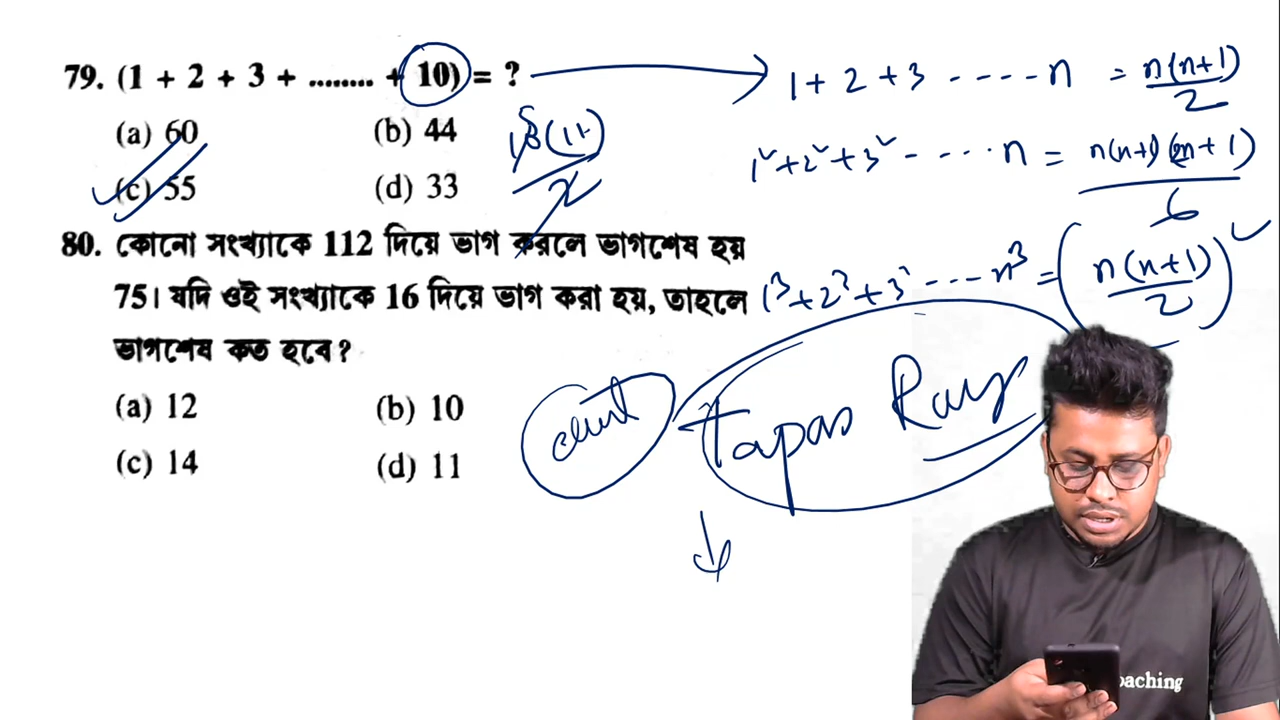 79. (1 + 2 + 3 + ........ + 10) = ?
(a) 60 (b) 44
(c) 55 (d) 33
10(11)
2
1 + 2 + 3 ---- n = n(n+1)
2
1² + 2² + 3² ---- n = n(n+1)(2n+1)
6
1³ + 2³ + 3³ --- n³ = (n(n+1)
2)²
80. কোনো সংখ্যাকে 112 দিয়ে ভাগ করলে ভাগশেষ হয়
75। যদি ওই সংখ্যাকে 16 দিয়ে ভাগ করা হয়, তাহলে
ভাগশেষ কত হবে?
(a) 12 (b) 10
(c) 14 (d) 11
Tapas Ray